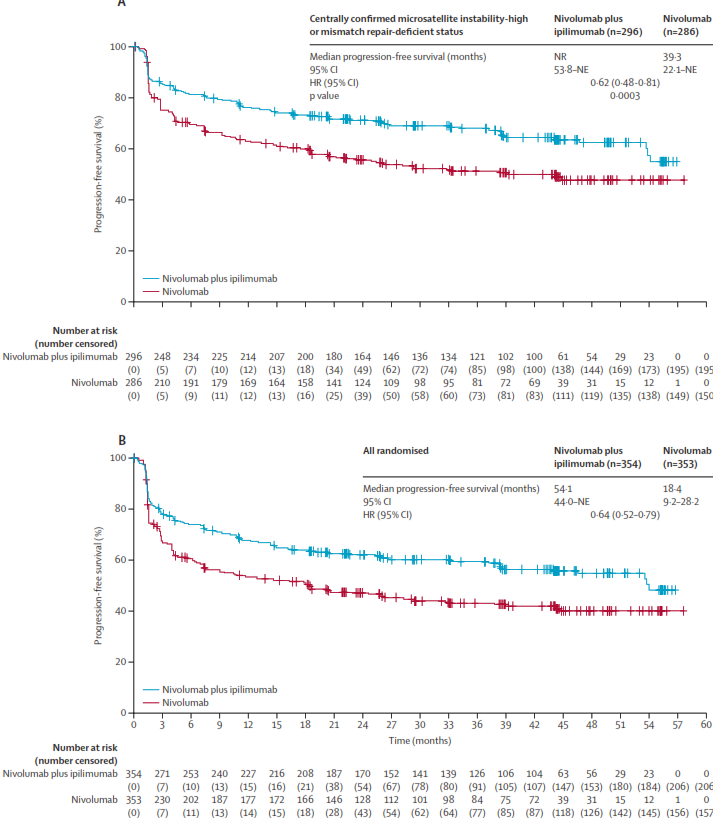 A
Centrally confirmed microsatellite instability-high Nivolumab plus Nivolumab
or mismatch repair-deficient status ipilimumab (n=296) (n=286)
Median progression-free survival (months) NR 39·3
95% CI 53·8–NE 22·1–NE
HR (95% CI) 0·62 (0·48-0·81)
p value 0·0003
Progression-free survival (%)
100
80
60
40
20
0
Nivolumab plus ipilimumab
Nivolumab
Number at risk
(number censored)
Nivolumab plus ipilimumab 296 248 234 225 214 207 200 180 164 146 136 134 121 102 100 61 54 29 23 0 0
(0) (5) (7) (10) (12) (13) (18) (34) (49) (62) (72) (74) (85) (98) (100) (138) (144) (169) (173) (195) (195
Nivolumab 286 210 191 179 169 164 158 141 124 109 98 95 81 72 69 39 31 15 12 1 0
(0) (5) (9) (11) (12) (13) (16) (25) (39) (50) (58) (60) (73) (81) (83) (111) (119) (135) (138) (149) (150
B
All randomised Nivolumab plus Nivolumab
ipilimumab (n=354) (n=353)
Median progression-free survival (months) 54·1 18·4
95% CI 44·0–NE 9·2–28·2
HR (95% CI) 0·64 (0·52–0·79)
Progression-free survival (%)
100
80
60
40
20
0
Nivolumab plus ipilimumab
Nivolumab
0 3 6 9 12 15 18 21 24 27 30 33 36 39 42 45 48 51 54 57 60
Time (months)
Number at risk
(number censored)
Nivolumab plus ipilimumab 354 271 253 240 227 216 208 187 170 152 141 139 126 106 104 63 56 29 23 0 0
(0) (7) (10) (13) (15) (16) (21) (38) (54) (67) (78) (80) (91) (105) (107) (147) (153) (180) (184) (206) (206
Nivolumab 353 230 202 187 177 172 166 146 128 112 101 98 84 75 72 39 31 15 12 1 0
(0) (7) (11) (13) (14) (15) (18) (28) (43) (54) (62) (64) (77) (85) (87) (118) (126) (142) (145) (156) (157